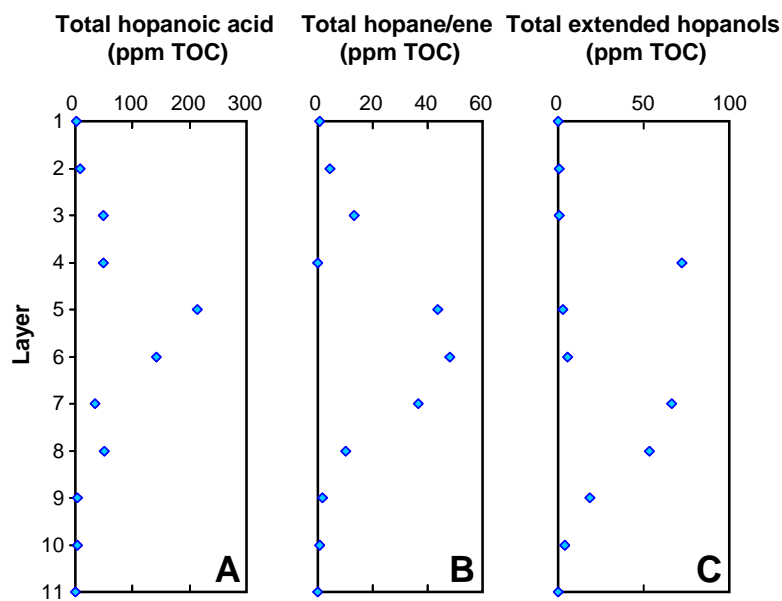 Total hopanoic acid
(ppm TOC)
Total hopane/ene
(ppm TOC)
Total extended hopanols
(ppm TOC)
0 100 200 300
0 20 40 60
0 50 100
Layer
1
2
3
4
5
6
7
8
9
10
11
A
B
C